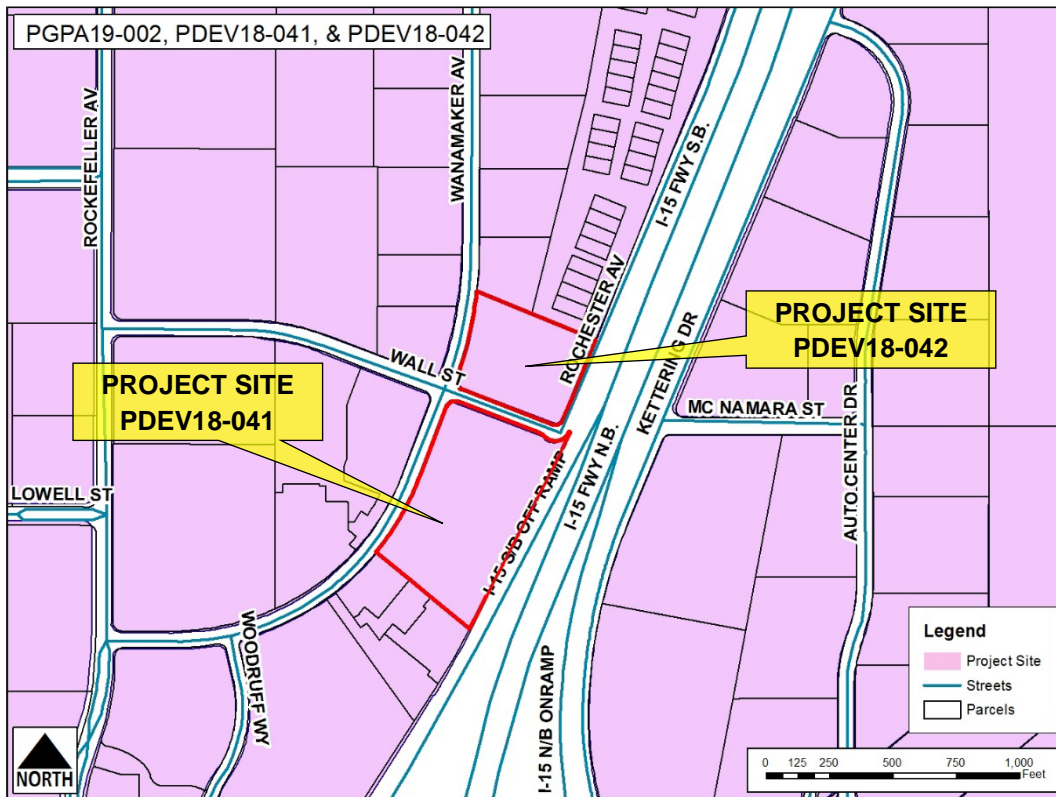 PGPA19-002, PDEV18-041, & PDEV18-042
ROCKEFELLER AV
WANAMAKER AV
I-15 FWY S.B.
ROCHESTER AV
KETTERING DR
PROJECT SITE
PDEV18-042
WALL ST
PROJECT SITE
PDEV18-041
MC NAMARA ST
AUTO CENTER DR
I-15 FWY N.B.
I-15 S/B OFF RAMP
LOWELL ST
WOODRUFF WY
I-15 N/B ONRAMP
Legend
Project Site
Streets
Parcels
NORTH
0 125 250 500 750 1,000
Feet